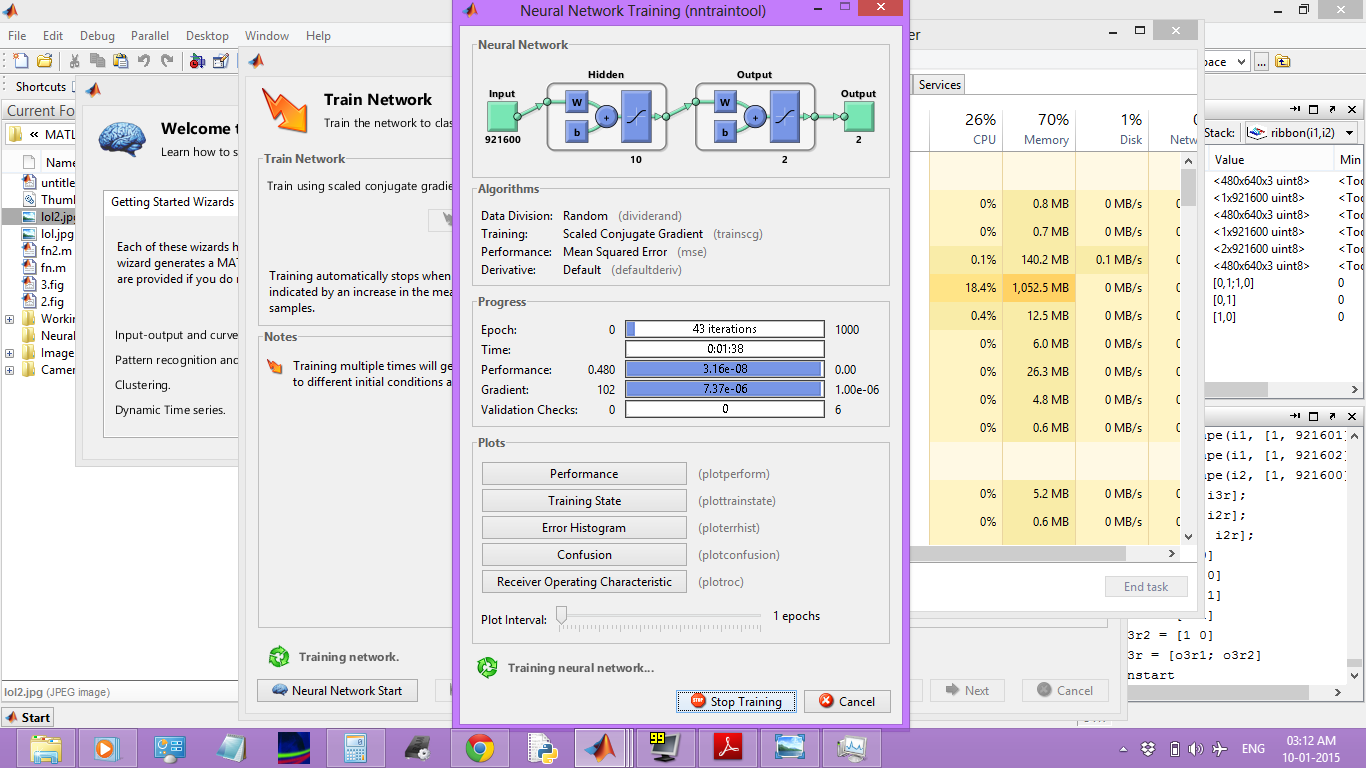 Neural Network Training (nntraintool)
File Edit Debug Parallel Desktop Window Help
Shortcuts
Current Fo
« MATL
Name
untitle
Thumb
lol2.jpg
lol.jpg
fn2.m
fn.m
3.fig
2.fig
Workin
Neural
Image
Camer
lol2.jpg (JPEG image)
Start
Welcome t
Learn how to s
Getting Started Wizards
Each of these wizards h
wizard generates a MA
are provided if you do n
Input-output and curve
Pattern recognition and
Clustering.
Dynamic Time series.
Train Network
Train the network to clas
Train Network
Train using scaled conjugate gradie
Training automatically stops when
indicated by an increase in the mea
samples.
Notes
Training multiple times will ge
to different initial conditions a
Training network.
Neural Network Start
Next
Cancel
Neural Network
Hidden
Output
Input
Output
W
b
+
W
b
+
921600
10
2
2
Algorithms
Data Division: Random (dividerand)
Training: Scaled Conjugate Gradient (trainscg)
Performance: Mean Squared Error (mse)
Derivative: Default (defaultderiv)
Progress
Epoch: 0 43 iterations 1000
Time: 0:01:38
Performance: 0.480 3.16e-08 0.00
Gradient: 102 7.37e-06 1.00e-06
Validation Checks: 0 0 6
Plots
Performance (plotperform)
Training State (plottrainstate)
Error Histogram (ploterrhist)
Confusion (plotconfusion)
Receiver Operating Characteristic (plotroc)
Plot Interval: 1 epochs
Training neural network...
Stop Training
Cancel
er
Services
26% 70% 1% 0
CPU Memory Disk Netw
0% 0.8 MB 0 MB/s 0
0% 0.7 MB 0 MB/s 0
0.1% 140.2 MB 0.1 MB/s 0
18.4% 1,052.5 MB 0 MB/s 0
0.4% 12.5 MB 0 MB/s 0
0% 6.0 MB 0 MB/s 0
0% 26.3 MB 0 MB/s 0
0% 4.8 MB 0 MB/s 0
0% 0.6 MB 0 MB/s 0
0% 5.2 MB 0 MB/s 0
0% 0.6 MB 0 MB/s 0
End task
pace
...
Stack: ribbon(i1,i2)
Value Min
<480x640x3 uint8> <Too
<1x921600 uint8> <Too
<480x640x3 uint8> <Too
<1x921600 uint8> <Too
<2x921600 uint8> <Too
<480x640x3 uint8> <Too
[0,1;1,0] 0
[0,1] 0
[1,0] 0
ape(i1, [1, 921601]
ape(i1, [1, 921602]
ape(i2, [1, 921600]
i3r];
i2r];
i2r];
0]
0]
1]
3r2 = [1 0]
3r = [o3r1; o3r2]
nstart
99
ENG
03:12 AM
10-01-2015